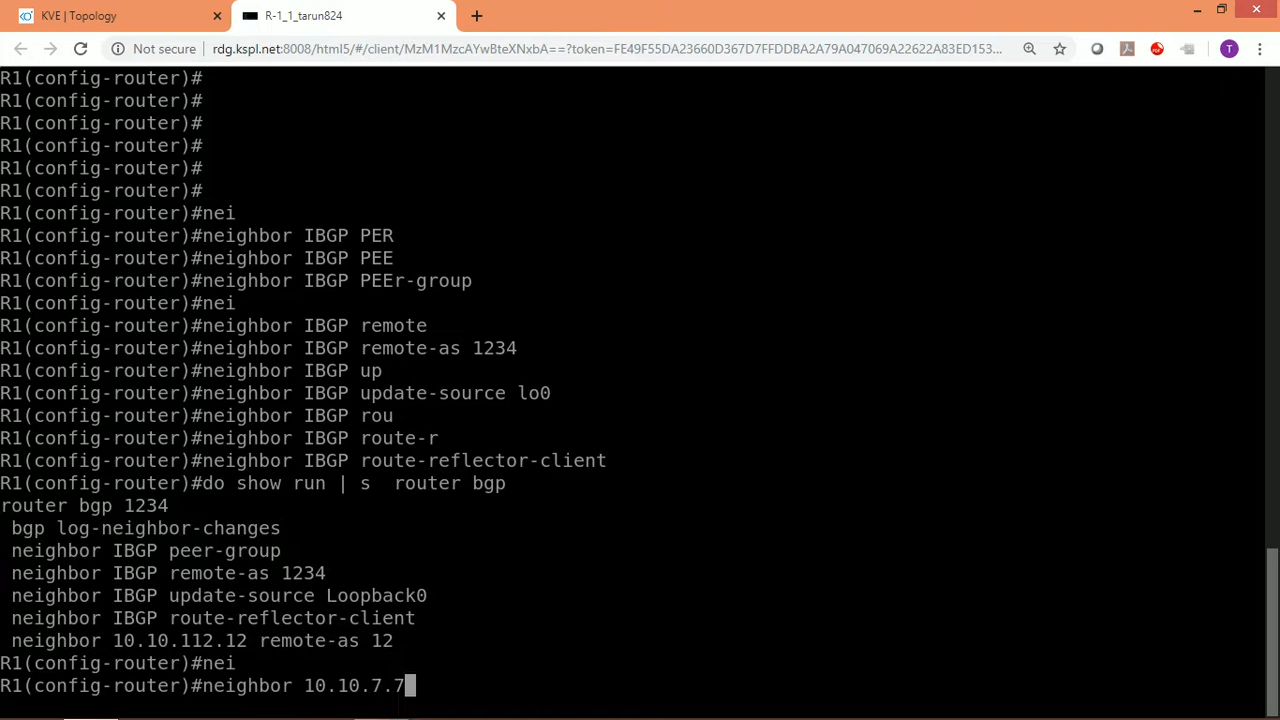 KVE | Topology
R-1_1_tarun824
Not secure
rdg.kspl.net:8008/html5/#/client/MzM1MzcAYwBteXNxbA==?token=FE49F55DA23660D367D7FFDDBA2A79A047069A22622A83ED153...
T
R1(config-router)#
R1(config-router)#
R1(config-router)#
R1(config-router)#
R1(config-router)#
R1(config-router)#
R1(config-router)#nei
R1(config-router)#neighbor IBGP PER
R1(config-router)#neighbor IBGP PEE
R1(config-router)#neighbor IBGP PEEr-group
R1(config-router)#nei
R1(config-router)#neighbor IBGP remote
R1(config-router)#neighbor IBGP remote-as 1234
R1(config-router)#neighbor IBGP up
R1(config-router)#neighbor IBGP update-source lo0
R1(config-router)#neighbor IBGP rou
R1(config-router)#neighbor IBGP route-r
R1(config-router)#neighbor IBGP route-reflector-client
R1(config-router)#do show run | s  router bgp
router bgp 1234
 bgp log-neighbor-changes
 neighbor IBGP peer-group
 neighbor IBGP remote-as 1234
 neighbor IBGP update-source Loopback0
 neighbor IBGP route-reflector-client
 neighbor 10.10.112.12 remote-as 12
R1(config-router)#nei
R1(config-router)#neighbor 10.10.7.7